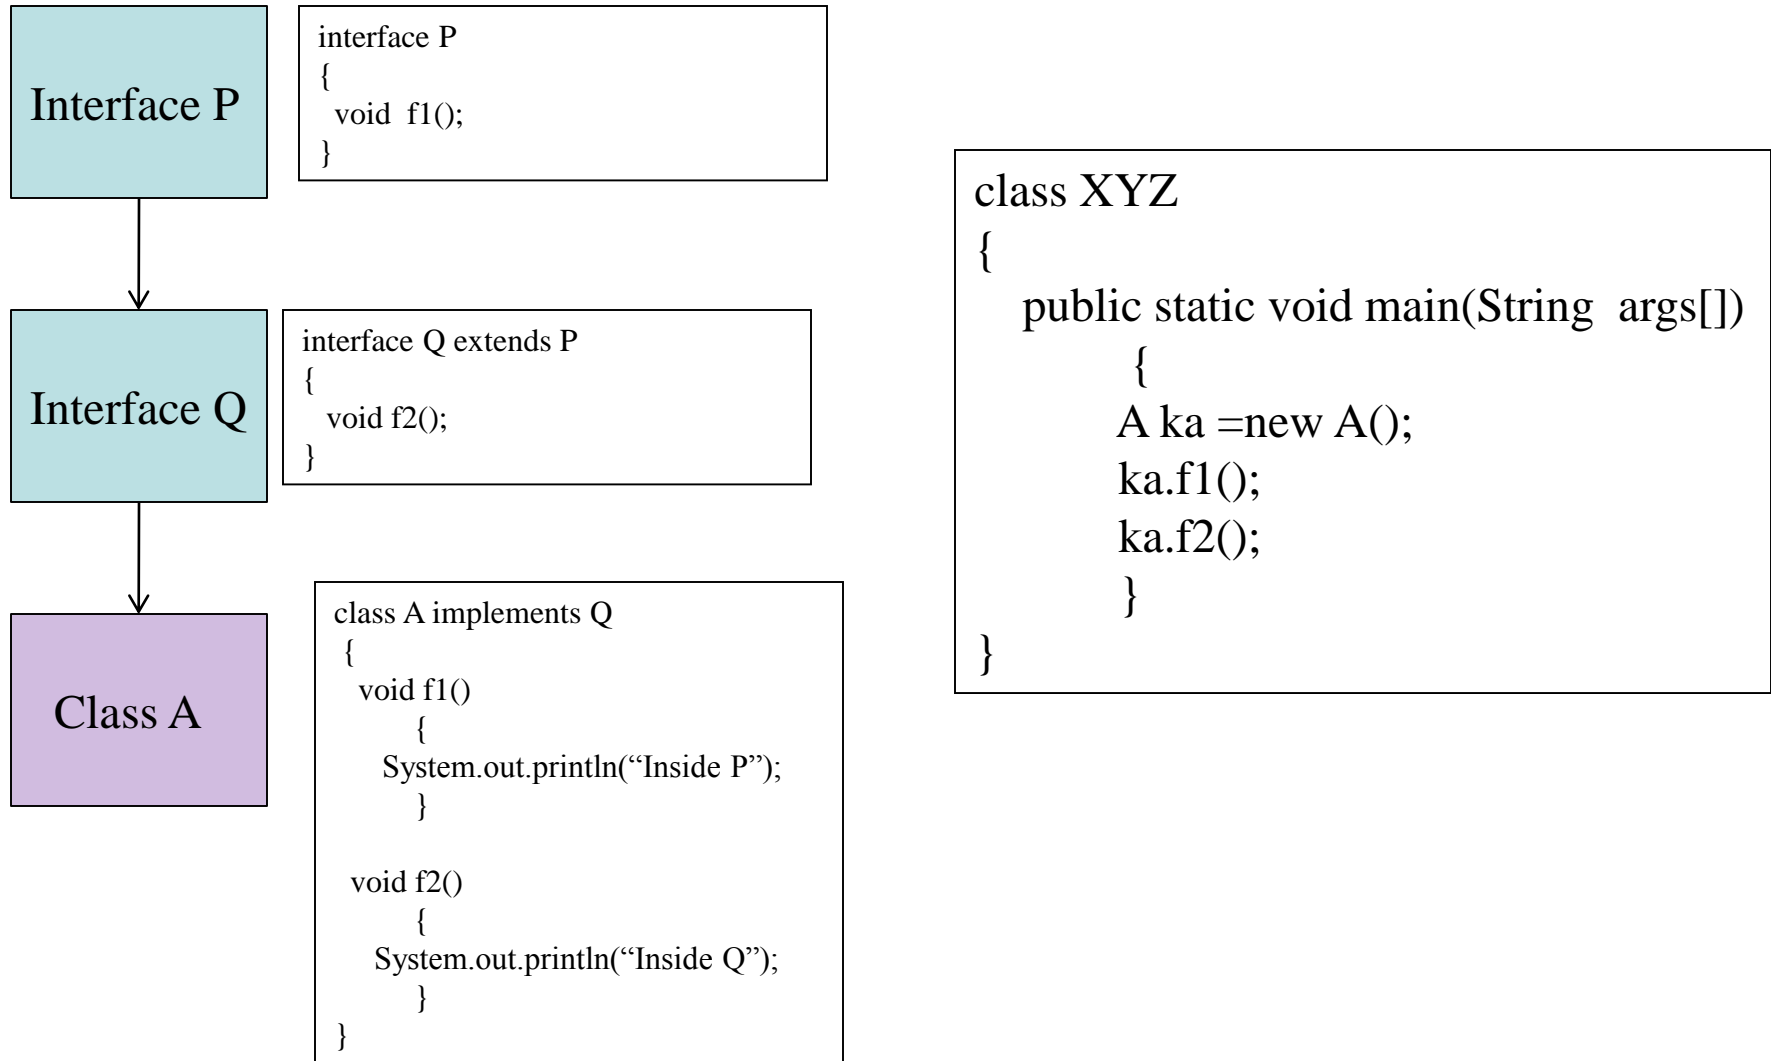 Interface P
interface P
{
void f1();
}
Interface Q
interface Q extends P
{
void f2();
}
Class A
class A implements Q
{
void f1()
{
System.out.println(“Inside P”);
}
void f2()
{
System.out.println(“Inside Q”);
}
}
class XYZ
{
public static void main(String args[])
{
A ka =new A();
ka.f1();
ka.f2();
}
}